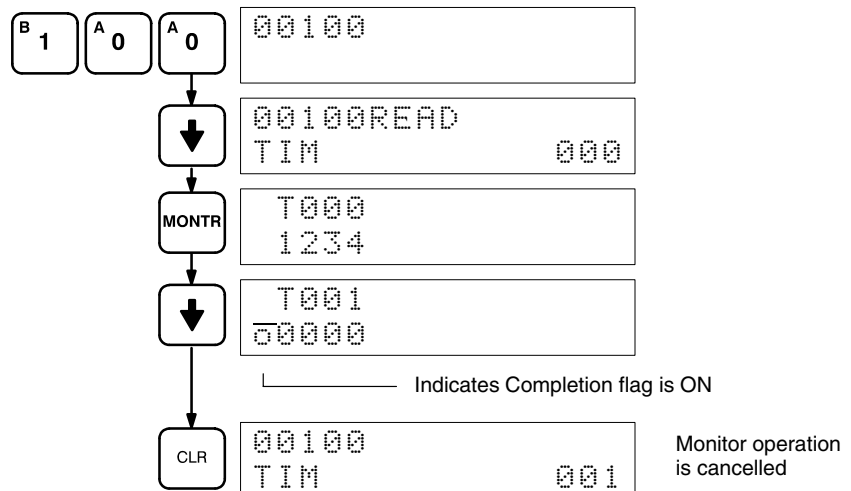 B 1 A 0 A 0
00100
00100READ
TIM 000
MONTR
T000
1234
T001
o̅0000
Indicates Completion flag is ON
CLR
00100
TIM 001
Monitor operation
is cancelled